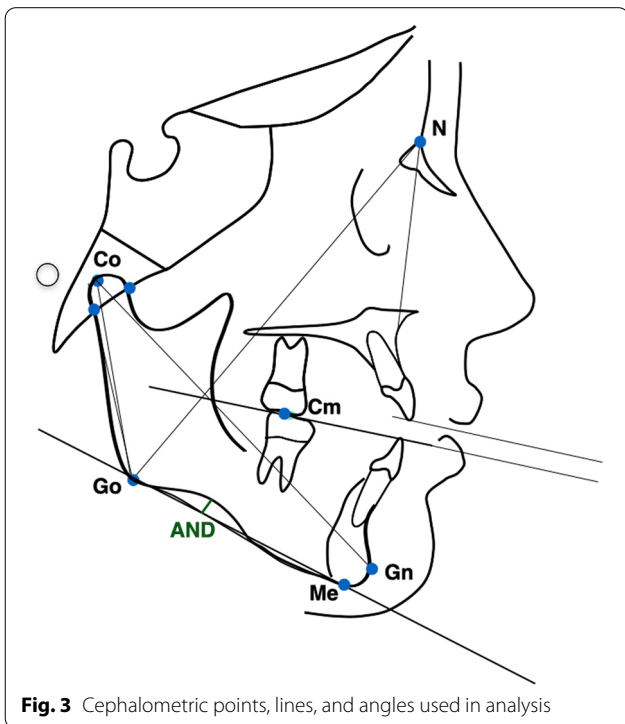 N
Co
Cm
Go
AND
Gn
Me
Fig. 3 Cephalometric points, lines, and angles used in analysis